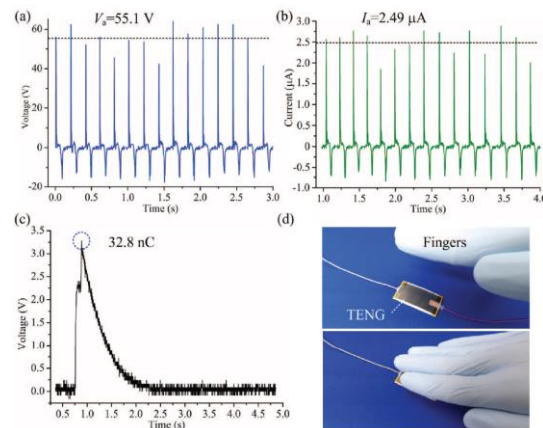 (a)
Vₐ=55.1 V
60
40
20
0
-20
Voltage (V)
0.0 0.5 1.0 1.5 2.0 2.5 3.0
Time (s)
(b)
Iₐ=2.49 μA
3.0
2.5
2.0
1.5
1.0
0.5
0.0
-0.5
-1.0
Current (μA)
1.0 1.5 2.0 2.5 3.0 3.5 4.0
Time (s)
(c)
32.8 nC
3.5
3.0
2.5
2.0
1.5
1.0
0.5
0.0
Voltage (V)
0.5 1.0 1.5 2.0 2.5 3.0 3.5 4.0 4.5 5.0
Time (s)
(d)
Fingers
TENG